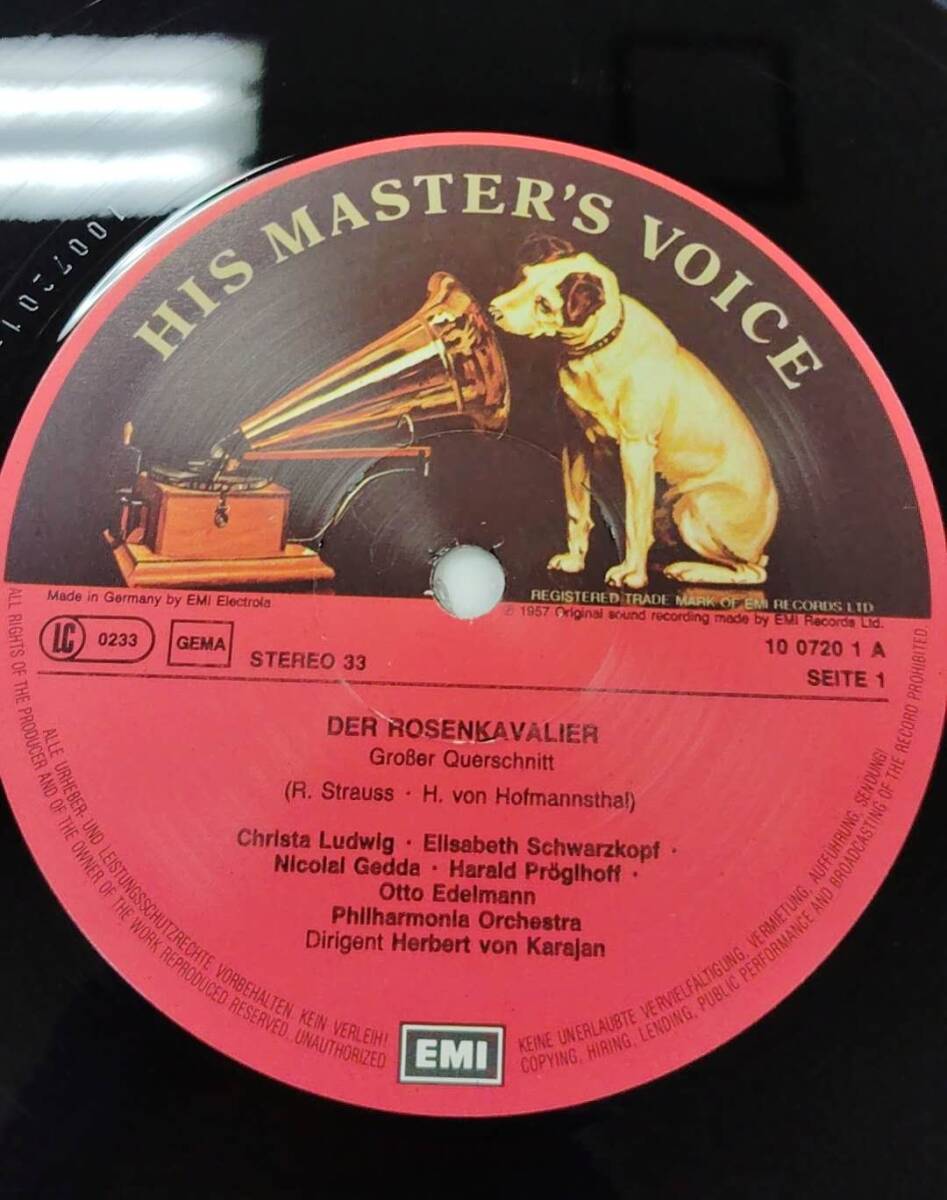 HIS MASTER'S VOICE
Made in Germany by EMI Electrola
REGISTERED TRADE MARK OF EMI RECORDS LTD
℗ 1957 Original sound recording made by EMI Records Ltd.
LC 0233
GEMA
STEREO 33
10 0720 1 A
SEITE 1
DER ROSENKAVALIER
Großer Querschnitt
(R. Strauss · H. von Hofmannsthal)
Christa Ludwig · Elisabeth Schwarzkopf ·
Nicolai Gedda · Harald Pröglhoff ·
Otto Edelmann
Philharmonia Orchestra
Dirigent Herbert von Karajan
ALLE URHEBER- UND LEISTUNGSSCHUTZRECHTE VORBEHALTEN. KEIN VERLEIH! KEINE UNERLAUBTE VERVIELFÄLTIGUNG, VERMIETUNG, AUFFÜHRUNG, SENDUNG!
ALL RIGHTS OF THE PRODUCER AND OF THE OWNER OF THE WORK REPRODUCED RESERVED. UNAUTHORIZED COPYING, HIRING, LENDING, PUBLIC PERFORMANCE AND BROADCASTING OF THE RECORD PROHIBITED.
EMI